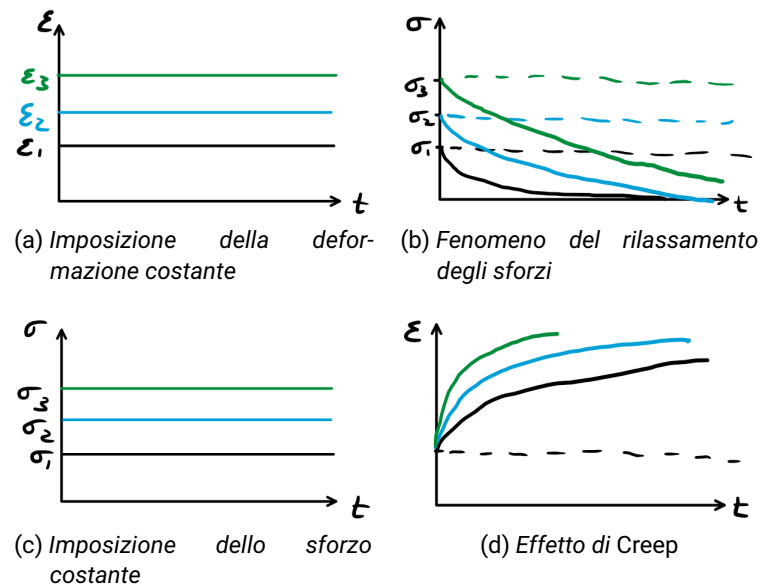 ε
ε₃
ε₂
ε₁
t
(a) Imposizione della defor-
mazione costante
σ
σ₃
σ₂
σ₁
t
(b) Fenomeno del rilassamento
degli sforzi
σ
σ₃
σ₂
σ₁
t
(c) Imposizione dello sforzo
costante
ε
t
(d) Effetto di Creep